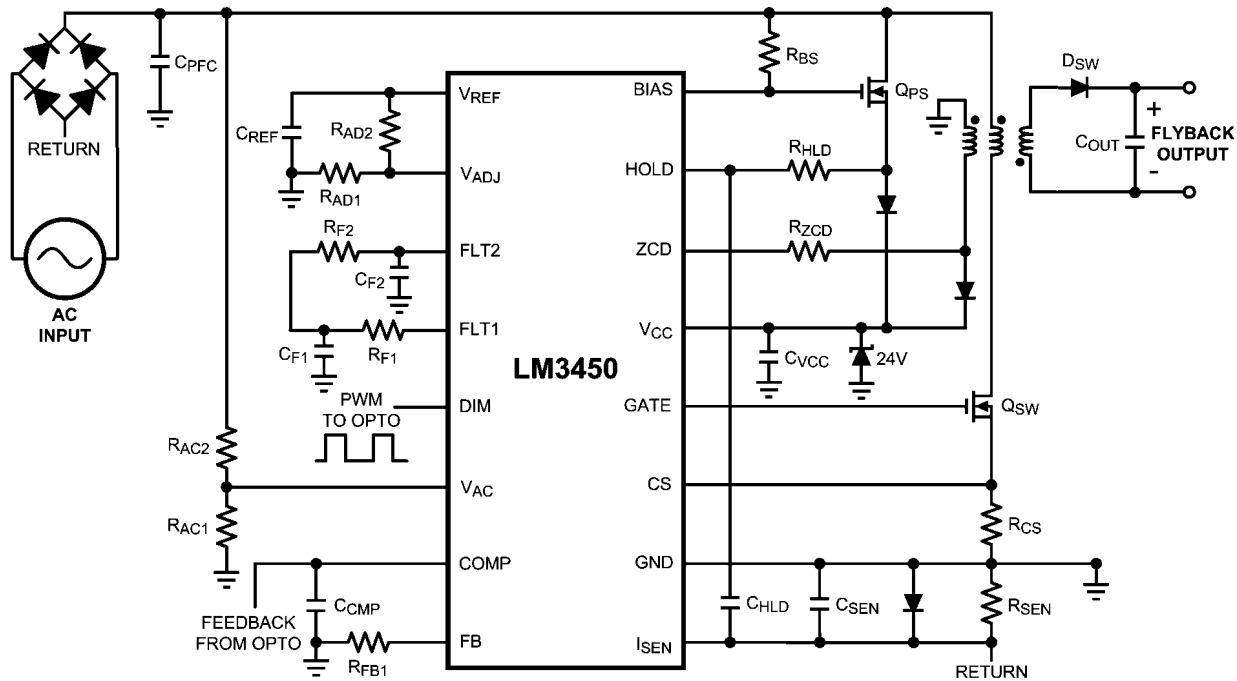 CPFC
RBS
BIAS
QPS
DSW
COUT
+
FLYBACK
OUTPUT
-
RETURN
VREF
CREF
RAD2
VADJ
RAD1
HOLD
RHLD
RF2
FLT2
CF2
ZCD
RZCD
AC
INPUT
CF1
RF1
FLT1
VCC
CVCC
24V
LM3450
PWM
TO OPTO
DIM
GATE
QSW
RAC2
VAC
CS
RAC1
RCS
COMP
GND
FEEDBACK
FROM OPTO
CCMP
CHLD
CSEN
RSEN
FB
RFB1
ISEN
RETURN